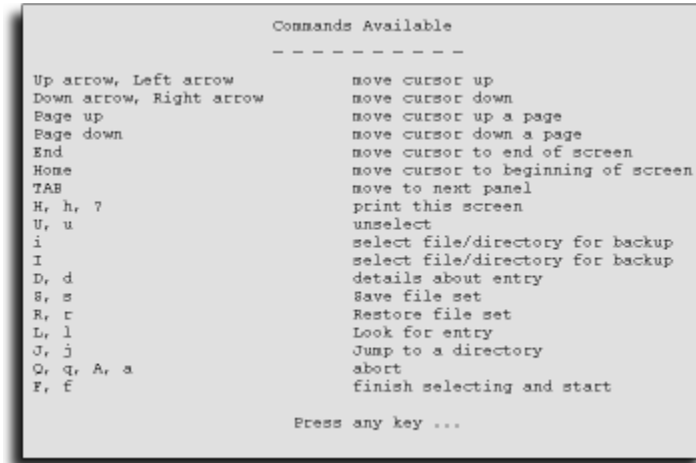 Commands Available
_ _ _ _ _ _ _ _ _ _
Up arrow, Left arrow move cursor up
Down arrow, Right arrow move cursor down
Page up move cursor up a page
Page down move cursor down a page
End move cursor to end of screen
Home move cursor to beginning of screen
TAB move to next panel
H, h, ? print this screen
U, u unselect
i select file/directory for backup
I select file/directory for backup
D, d details about entry
S, s Save file set
R, r Restore file set
L, l Look for entry
J, j Jump to a directory
Q, q, A, a abort
F, f finish selecting and start
Press any key ...